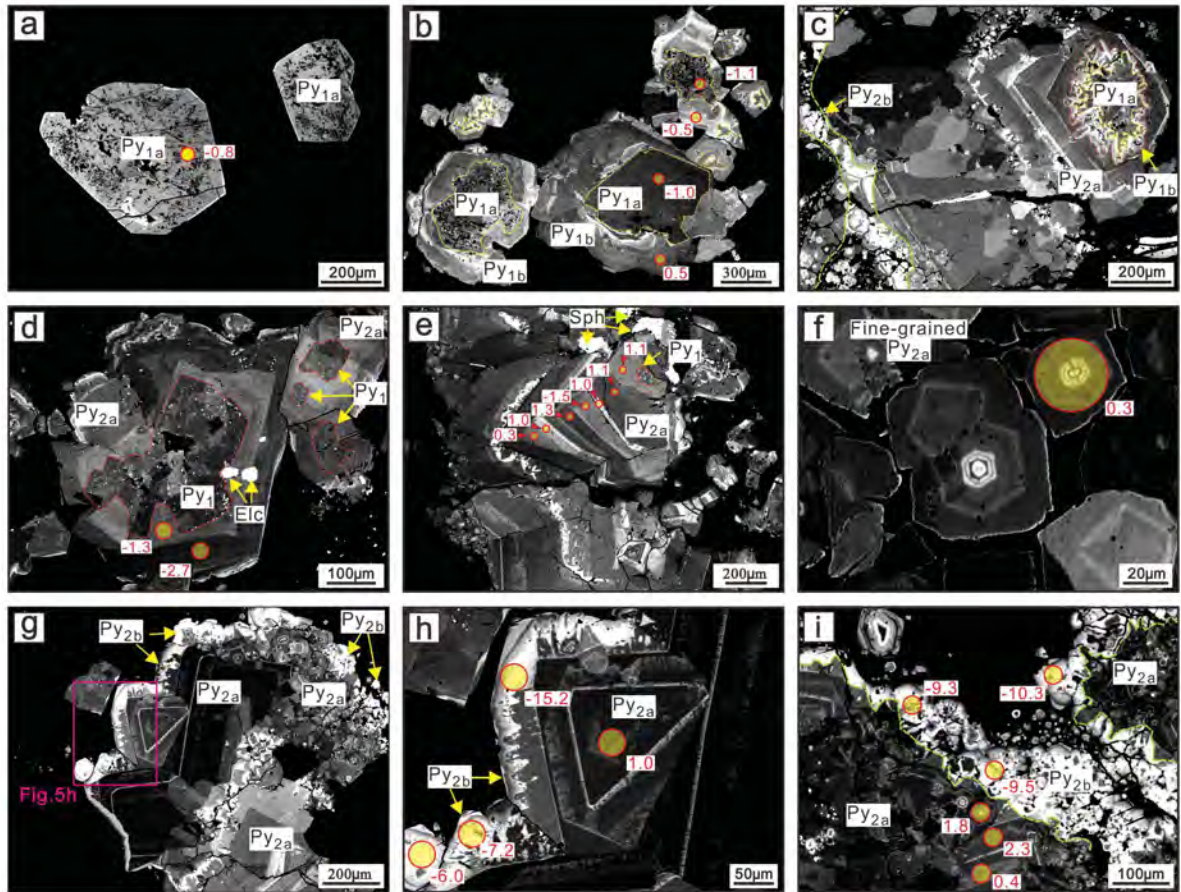 a
Py1a
Py1a
-0.8
200μm
b
-1.1
-0.5
-1.0
Py1a
Py1a
Py1b
Py1b
0.5
300μm
c
Py2b
Py1a
Py2a
Py1b
200μm
d
Py2a
Py1
Py2a
Py1
Elc
-1.3
-2.7
100μm
e
Sph
1.1
Py1
1.1
1.0
-1.5
1.3
1.0
0.3
Py2a
200μm
f
Fine-grained
Py2a
0.3
20μm
g
Py2b
Py2b
Py2a
Py2a
Fig.5h
Py2a
200μm
h
-15.2
Py2a
1.0
Py2b
-7.2
-6.0
50μm
i
Py2a
-9.3
-10.3
-9.5
Py2b
Py2a
1.8
2.3
0.4
100μm